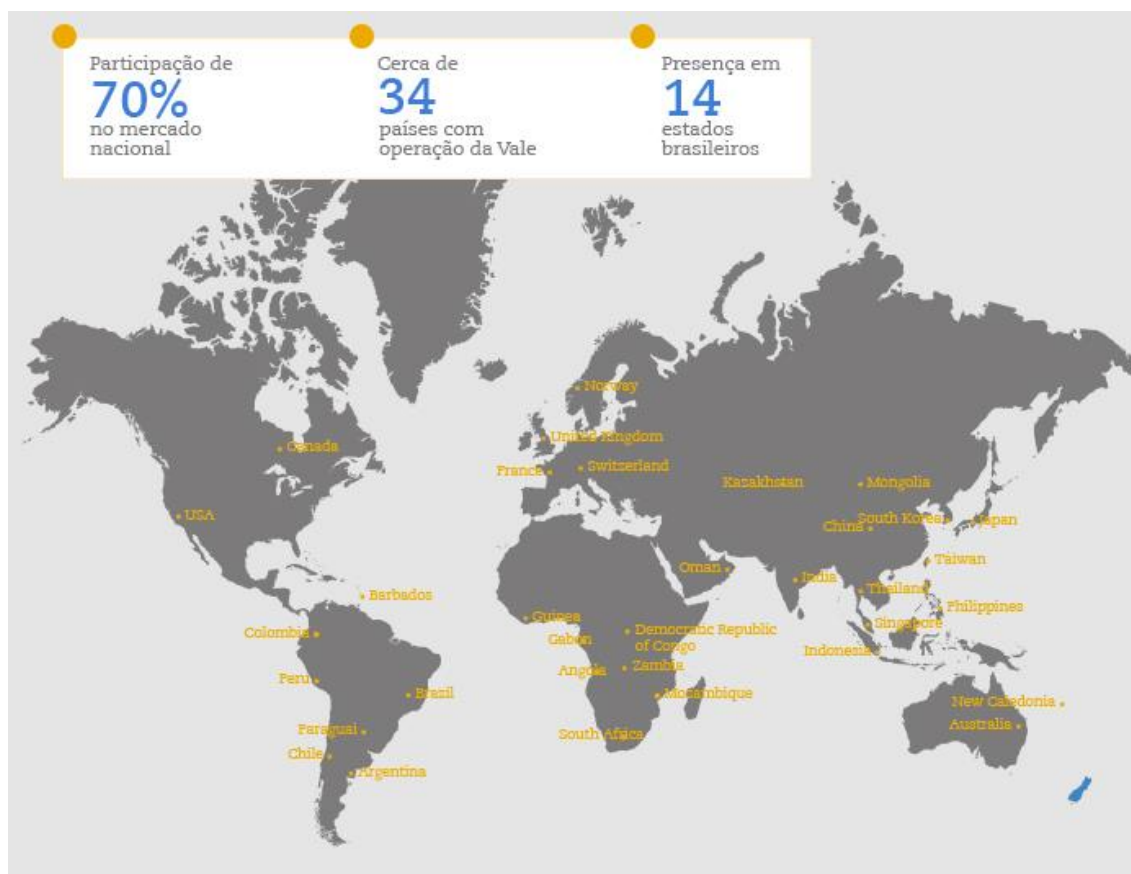 Participação de
70%
no mercado
nacional
Cerca de
34
países com
operação da Vale
Presença em
14
estados
brasileiros
Norway
United Kingdom
Canada
France
Switzerland
Kazakhstan
Mongolia
USA
China
South Korea
Japan
Taiwan
Oman
India
Thailand
Barbados
Philippines
Guinea
Singapore
Colombia
Gabon
Democratic Republic
of Congo
Indonesia
Angola
Zambia
Peru
Brazil
Mocambique
New Caledonia
Australia
Paraguai
South Africa
Chile
Argentina